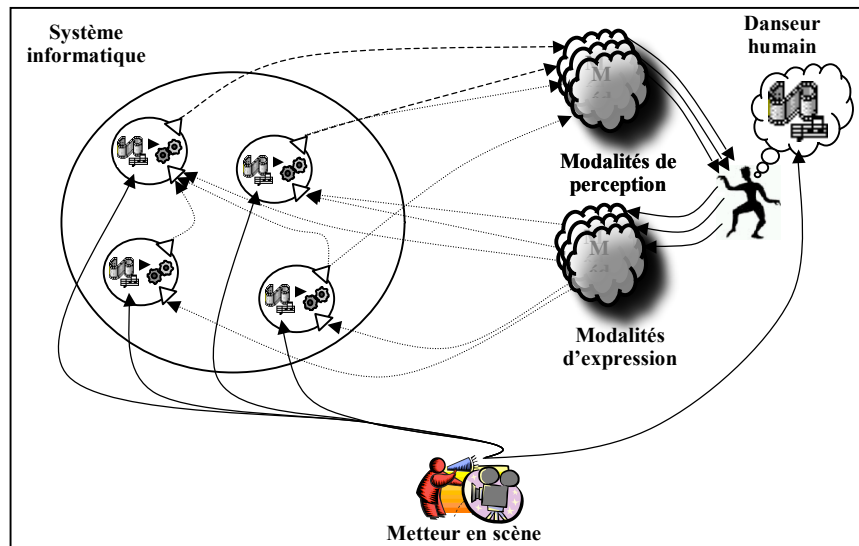 Système
informatique
Danseur
humain
M
Modalités de
perception
M
Modalités
d'expression
Metteur en scène